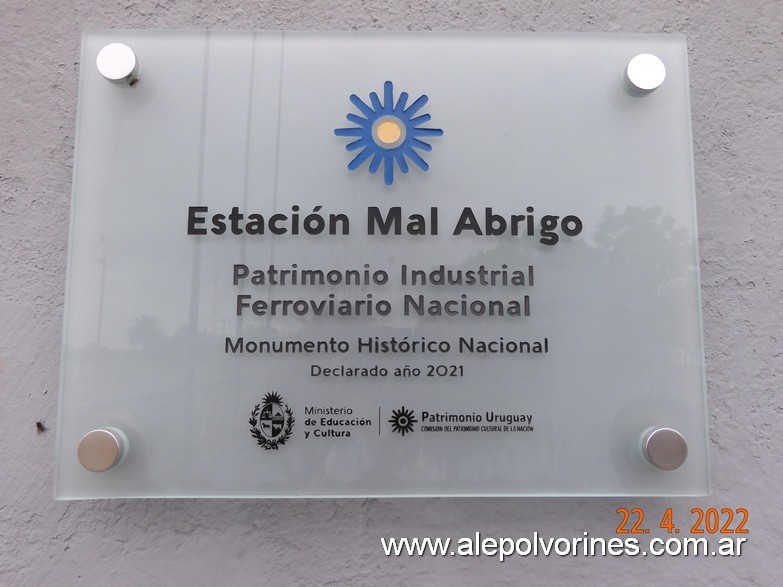 Estación Mal Abrigo
Patrimonio Industrial
Ferroviario Nacional
Monumento Histórico Nacional
Declarado año 2021
Ministerio
de Educación
y Cultura
Patrimonio Uruguay
COMISIÓN DEL PATRIMONIO CULTURAL DE LA NACIÓN
22. 4. 2022
www.alepolvorines.com.ar